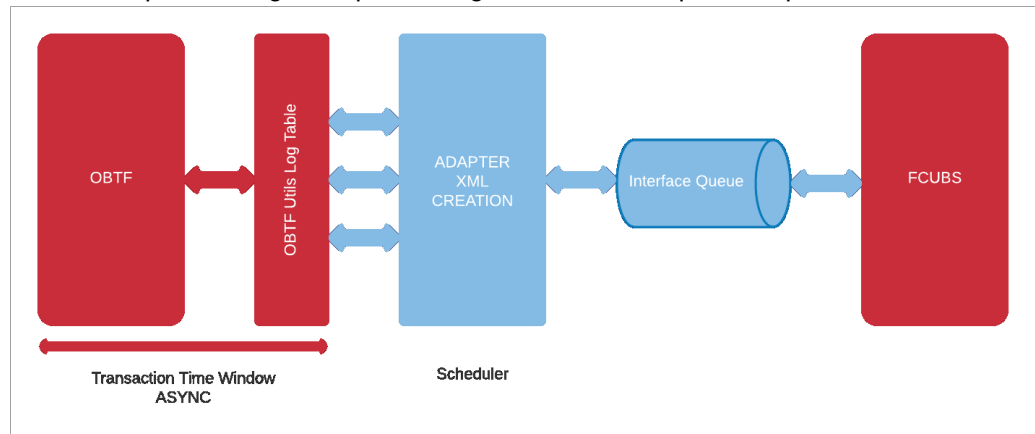 OBTF
OBTF Utils Log Table
ADAPTER
XML
CREATION
Interface Queue
FCUBS
Transaction Time Window
ASYNC
Scheduler